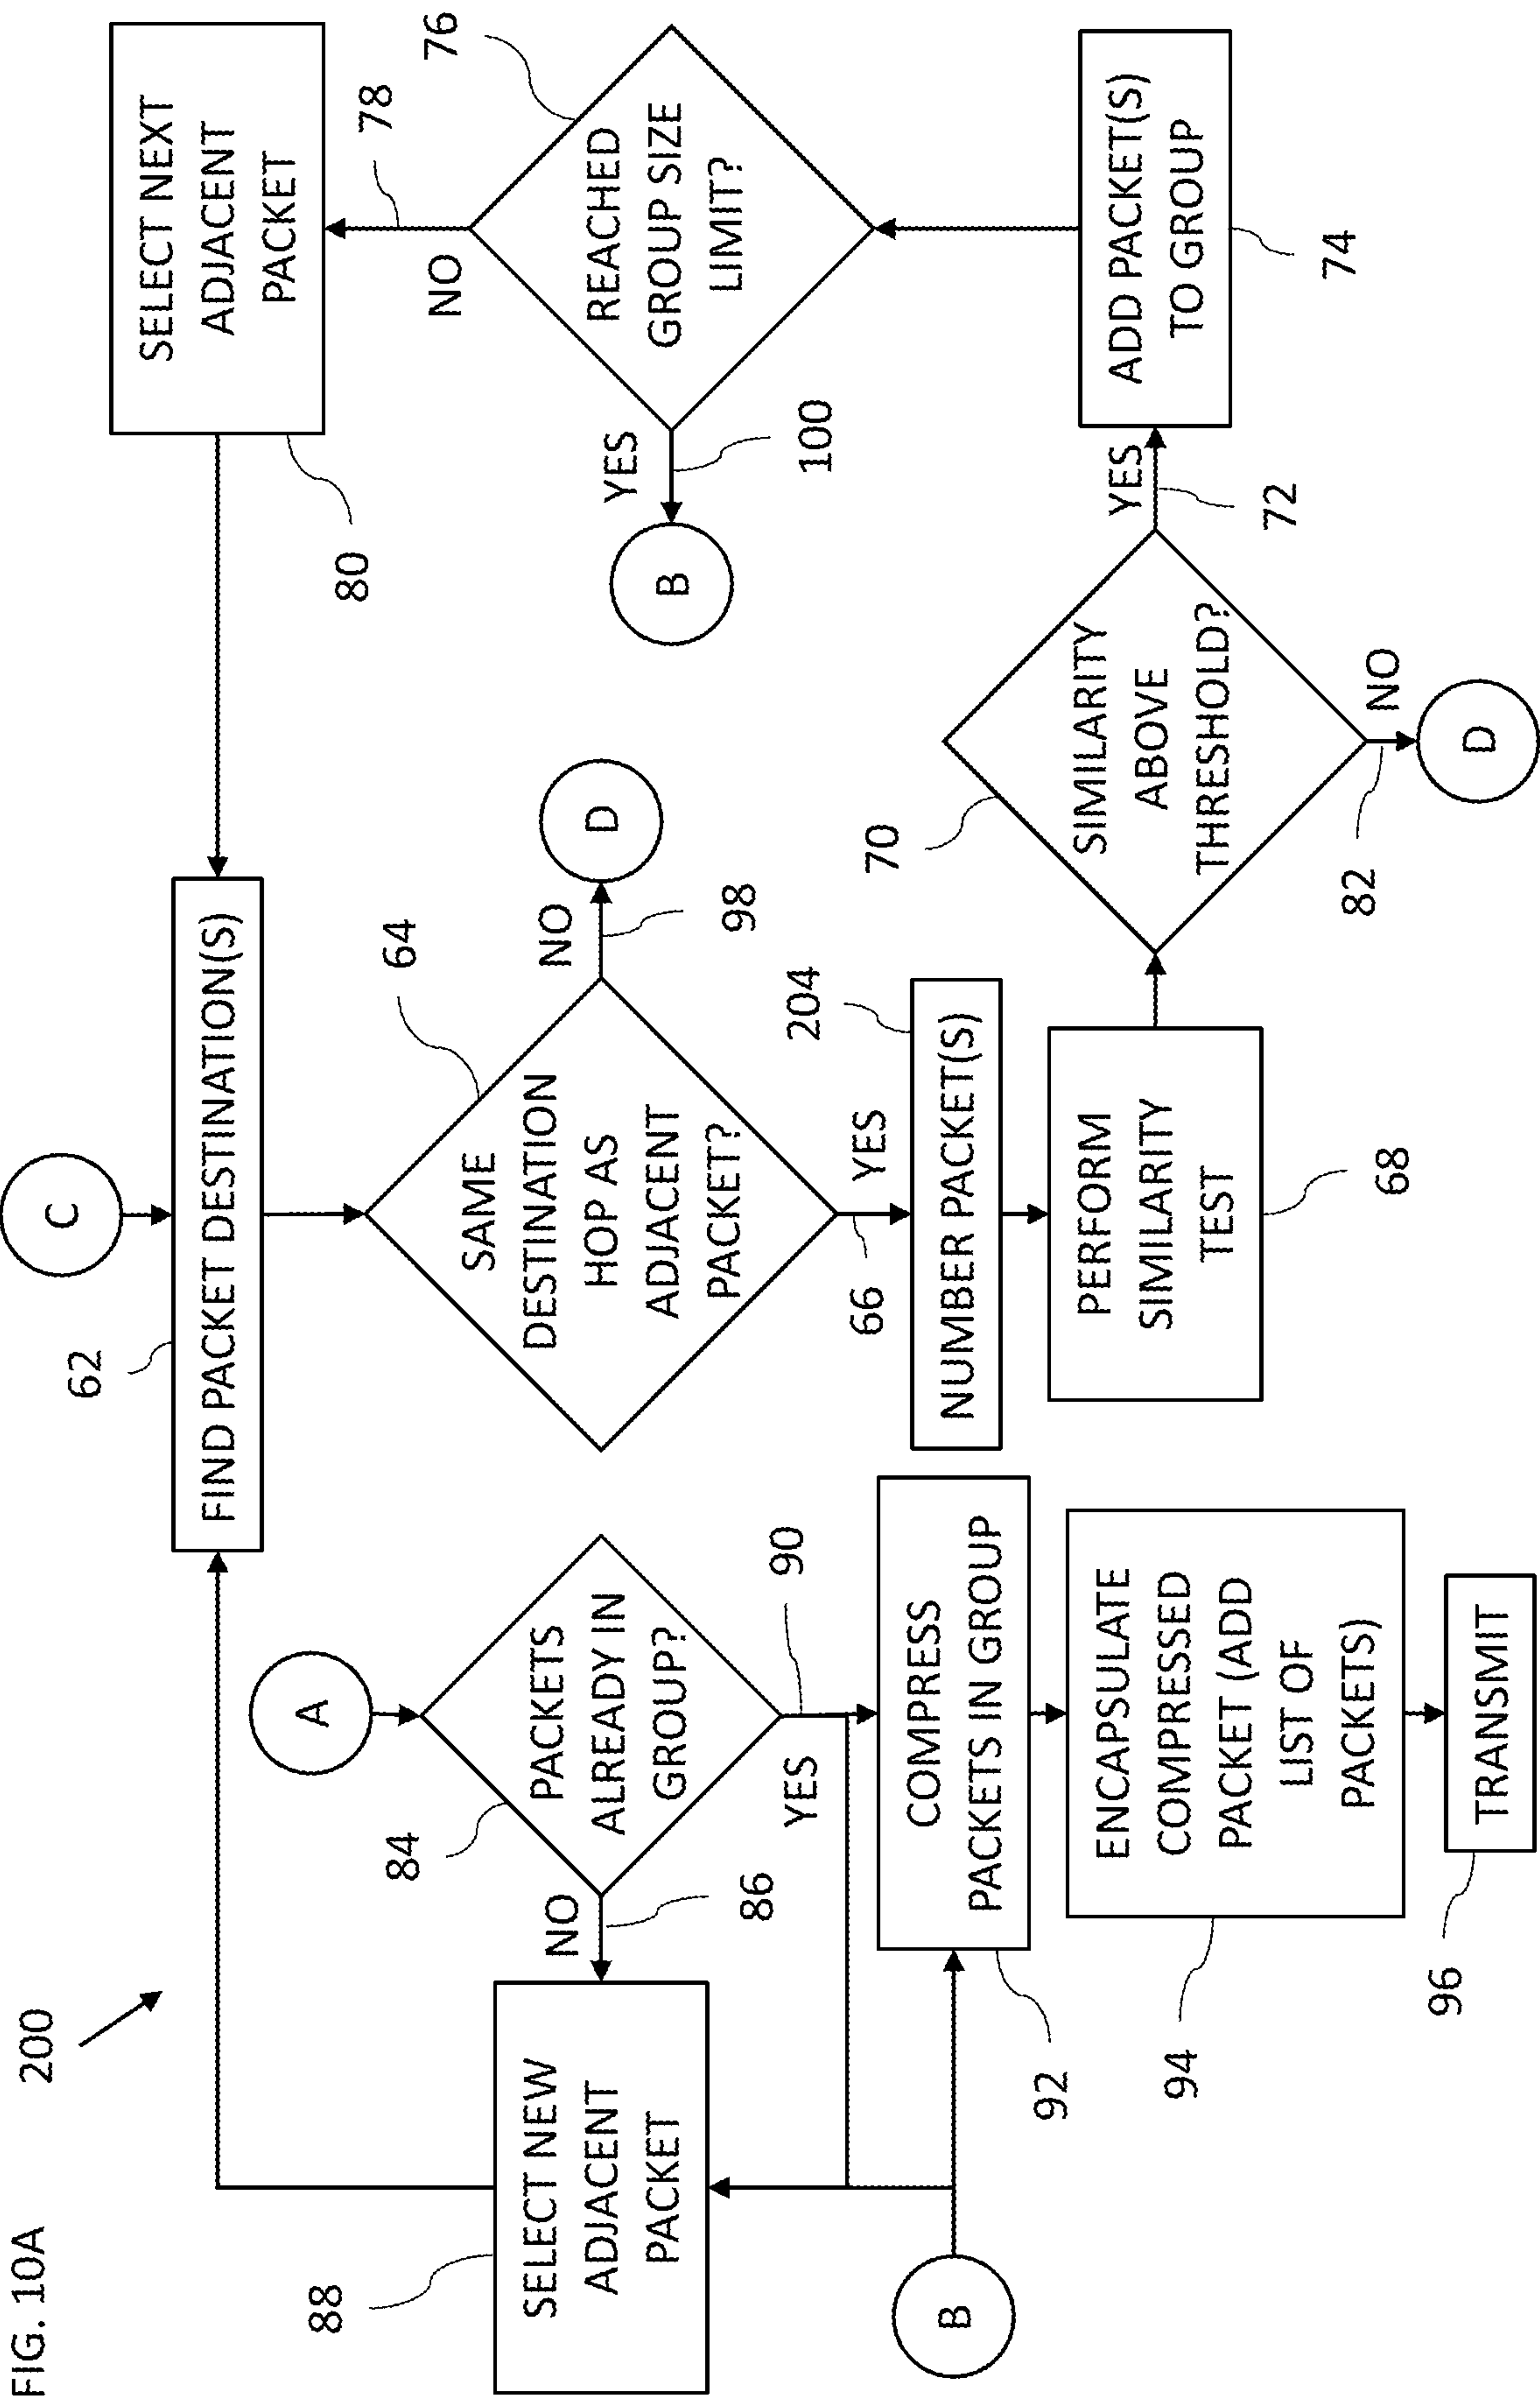 FIG. 10A
200
C
62
FIND PACKET DESTINATION(S)
SELECT NEXT
ADJACENT
PACKET
80
78
NO
76
REACHED
GROUP SIZE
LIMIT?
YES
100
B
64
SAME
DESTINATION
HOP AS
ADJACENT
PACKET?
NO
98
D
YES
66
204
NUMBER PACKET(S)
PERFORM
SIMILARITY
TEST
68
70
SIMILARITY
ABOVE
THRESHOLD?
YES
72
NO
82
D
ADD PACKET(S)
TO GROUP
74
A
84
PACKETS
ALREADY IN
GROUP?
NO
86
YES
90
88
SELECT NEW
ADJACENT
PACKET
B
COMPRESS
PACKETS IN GROUP
92
ENCAPSULATE
COMPRESSED
PACKET (ADD
LIST OF
PACKETS)
94
TRANSMIT
96